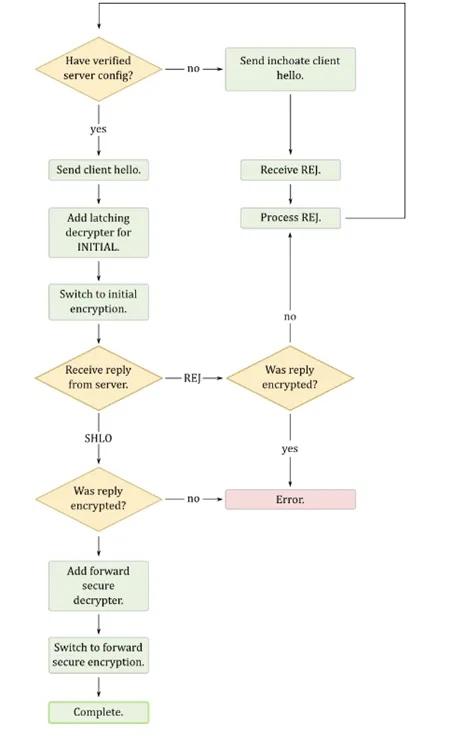 Have verified
server config?
no
Send inchoate client
hello.
yes
Send client hello.
Receive REJ.
Add latching
decrypter for
INITIAL.
Process REJ.
Switch to initial
encryption.
no
Receive reply
from server.
REJ
Was reply
encrypted?
SHLO
yes
Was reply
encrypted?
no
Error.
Add forward
secure
decrypter.
Switch to forward
secure encryption.
Complete.